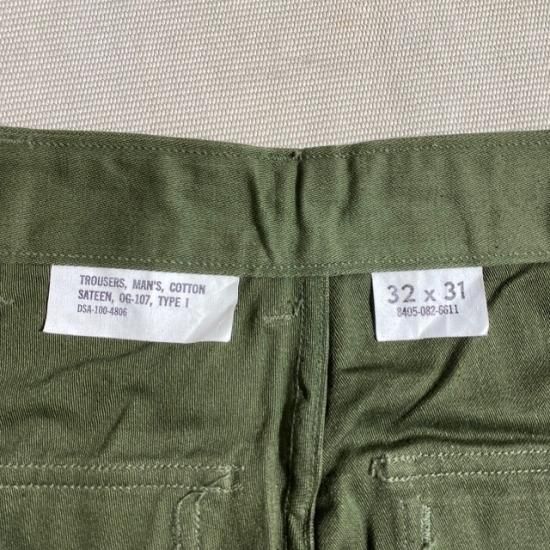 TROUSERS, MAN'S, COTTON
SATEEN, OG-107, TYPE I
DSA-100-4806
32 x 31
8405-082-6611